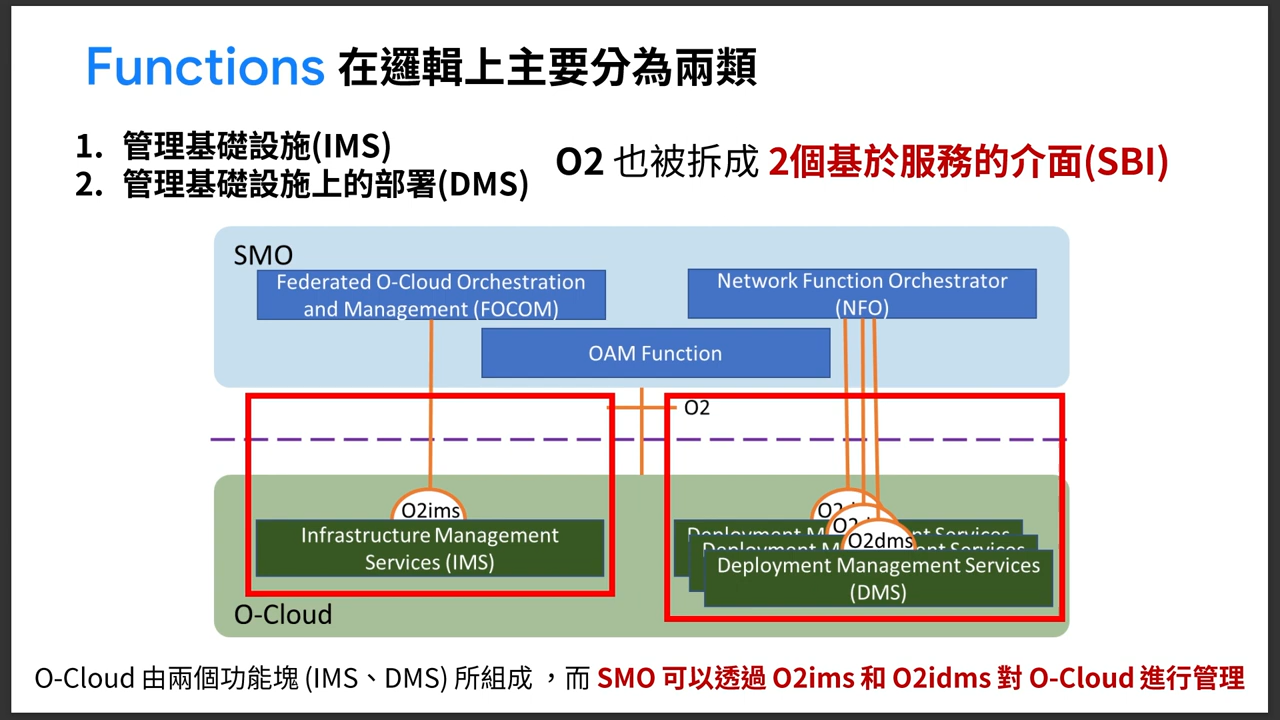 Functions 在邏輯上主要分為兩類
1. 管理基礎設施(IMS)
2. 管理基礎設施上的部署(DMS)
O2 也被拆成 2個基於服務的介面(SBI)
SMO
Federated O-Cloud Orchestration
and Management (FOCOM)
Network Function Orchestrator
(NFO)
OAM Function
O2
O2ims
Infrastructure Management
Services (IMS)
O2dms
Deployment Management Services
(DMS)
O-Cloud
O-Cloud 由兩個功能塊 (IMS、DMS) 所組成 ，而 SMO 可以透過 O2ims 和 O2idms 對 O-Cloud 進行管理